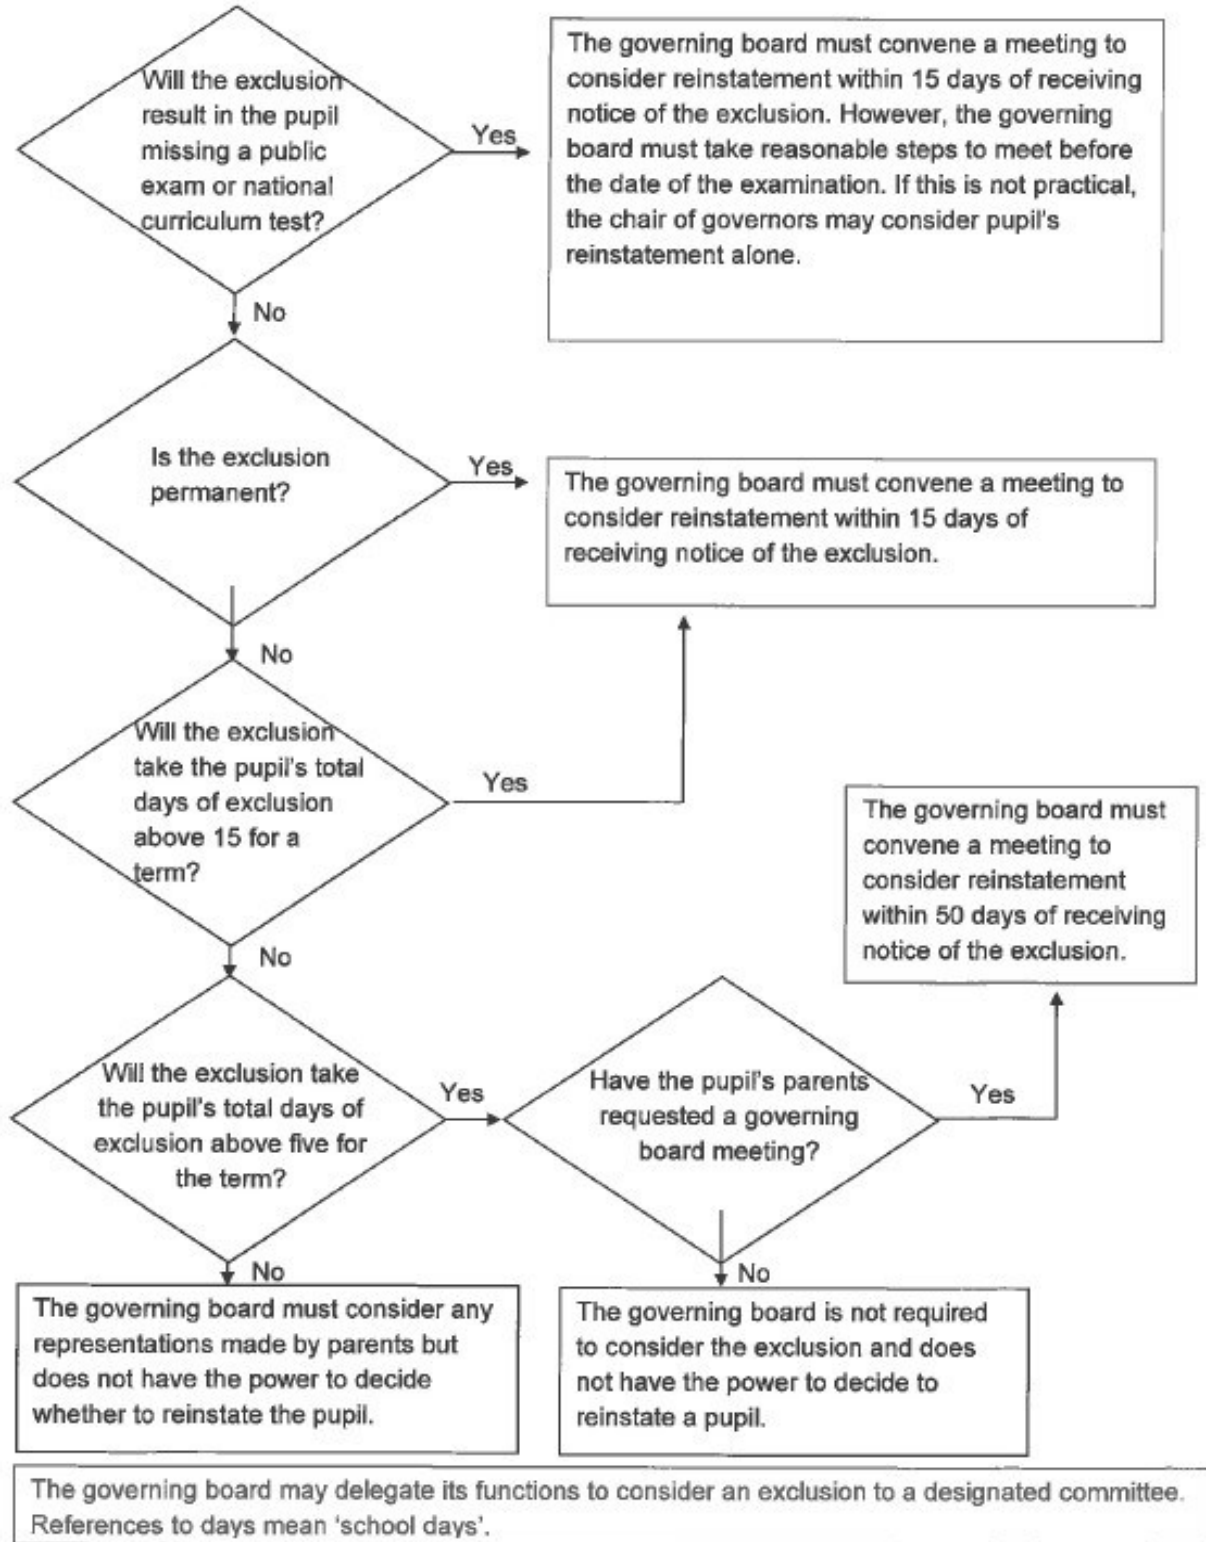 Will the exclusion
result in the pupil
missing a public
exam or national
curriculum test?
Yes
The governing board must convene a meeting to
consider reinstatement within 15 days of receiving
notice of the exclusion. However, the governing
board must take reasonable steps to meet before
the date of the examination. If this is not practical,
the chair of governors may consider pupil's
reinstatement alone.
No
Is the exclusion
permanent?
Yes
The governing board must convene a meeting to
consider reinstatement within 15 days of
receiving notice of the exclusion.
No
Will the exclusion
take the pupil's total
days of exclusion
above 15 for a
term?
Yes
The governing board must
convene a meeting to
consider reinstatement
within 50 days of receiving
notice of the exclusion.
No
Will the exclusion take
the pupil's total days of
exclusion above five for
the term?
Yes
Have the pupil's parents
requested a governing
board meeting?
Yes
No
The governing board must consider any
representations made by parents but
does not have the power to decide
whether to reinstate the pupil.
No
The governing board is not required
to consider the exclusion and does
not have the power to decide to
reinstate a pupil.
The governing board may delegate its functions to consider an exclusion to a designated committee.
References to days mean 'school days'.